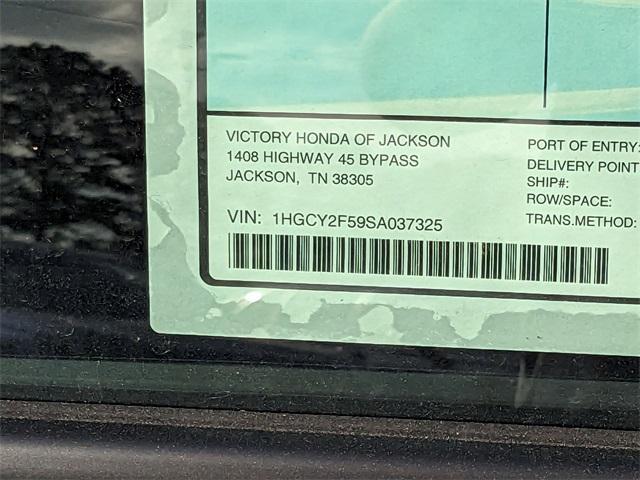 VICTORY HONDA OF JACKSON
1408 HIGHWAY 45 BYPASS
JACKSON, TN 38305
VIN: 1HGCY2F59SA037325
PORT OF ENTRY:
DELIVERY POINT
SHIP#:
ROW/SPACE:
TRANS.METHOD: